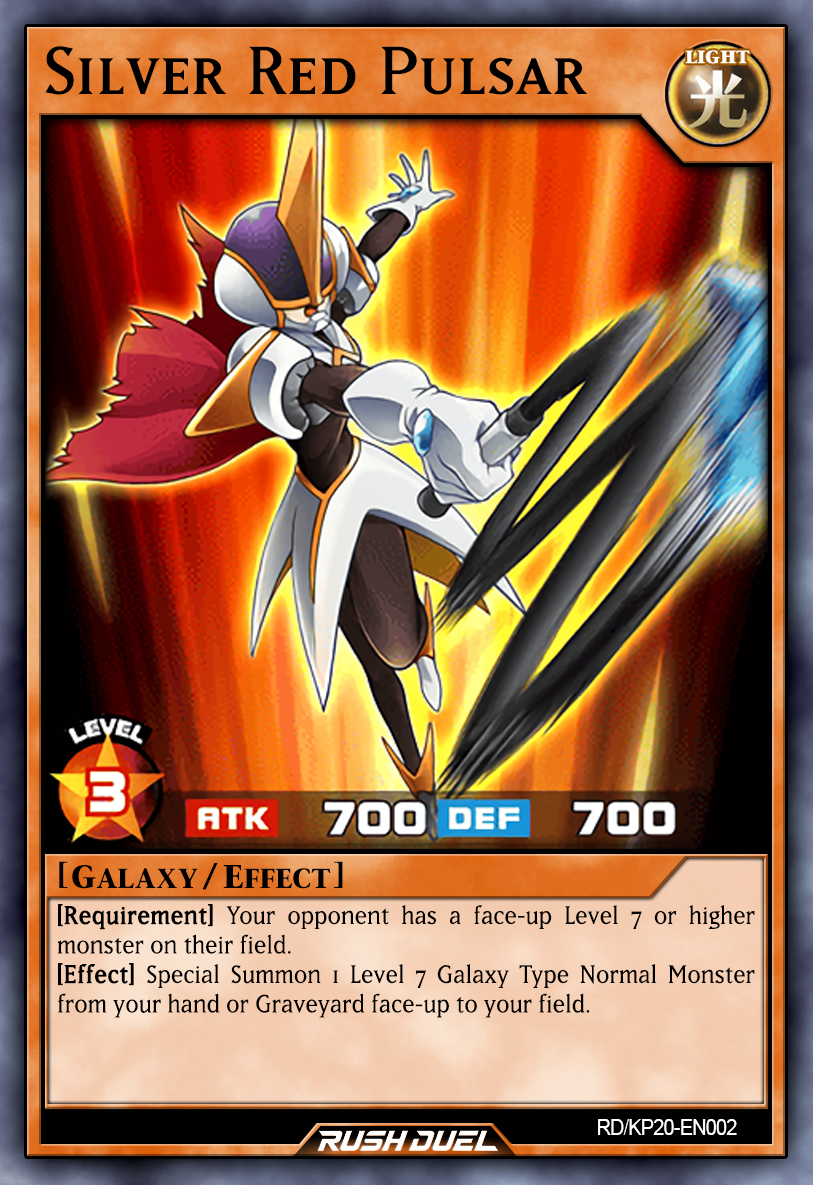 Silver Red Pulsar
LIGHT
光
LEVEL
3
ATK 700 DEF 700
[Galaxy/Effect]
[Requirement] Your opponent has a face-up Level 7 or higher
monster on their field.
[Effect] Special Summon 1 Level 7 Galaxy Type Normal Monster
from your hand or Graveyard face-up to your field.
RD/KP20-EN002
RUSH DUEL